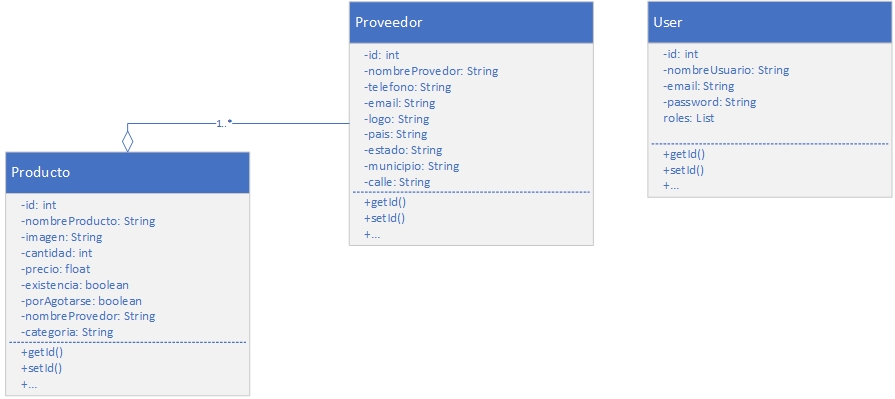 Proveedor
-id: int
-nombreProvedor: String
-telefono: String
-email: String
-logo: String
-pais: String
-estado: String
-municipio: String
-calle: String
+getId()
+setId()
+...
User
-id: int
-nombreUsuario: String
-email: String
-password: String
roles: List
+getId()
+setId()
+...
1..*
Producto
-id: int
-nombreProducto: String
-imagen: String
-cantidad: int
-precio: float
-existencia: boolean
-porAgotarse: boolean
-nombreProvedor: String
-categoria: String
+getId()
+setId()
+...